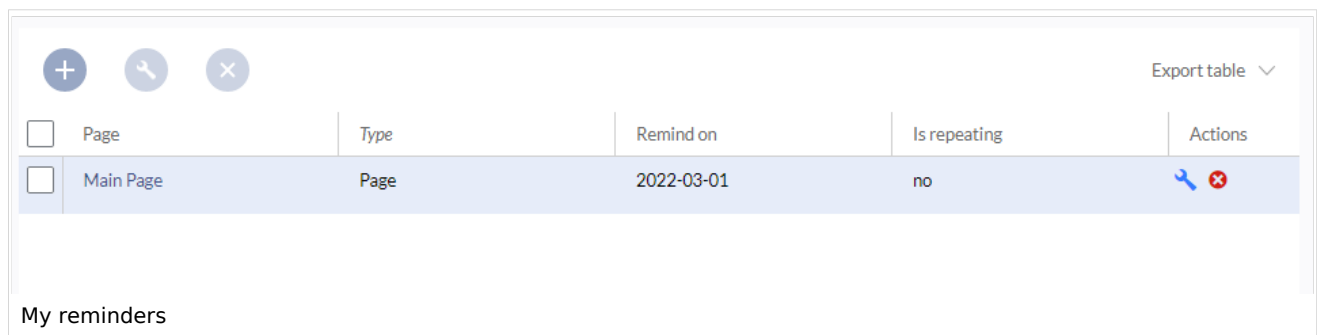 Export table
Page Type Remind on Is repeating Actions
Main Page Page 2022-03-01 no
My reminders